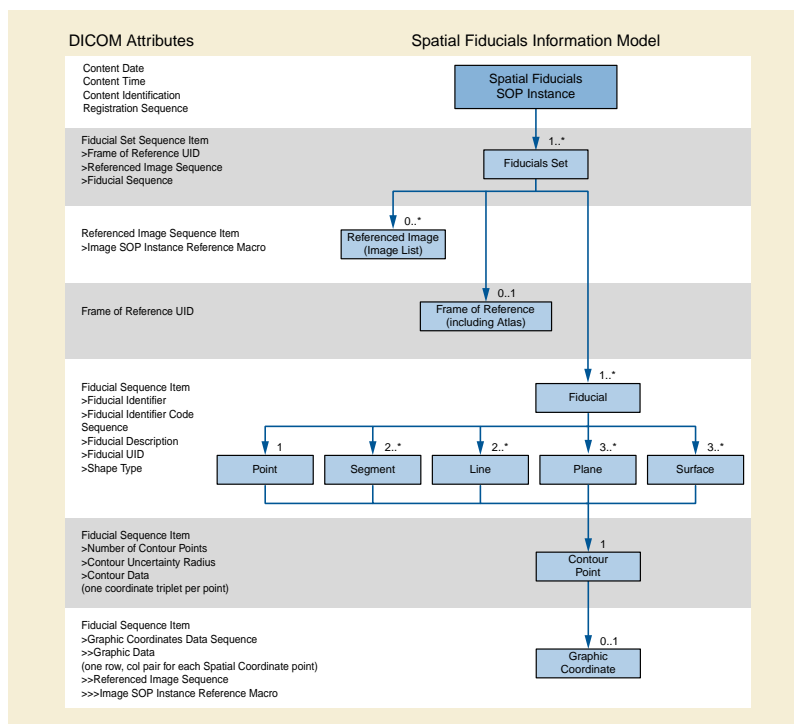 DICOM Attributes
Spatial Fiducials Information Model
Content Date
Content Time
Content Identification
Registration Sequence
Spatial Fiducials
SOP Instance
Fiducial Set Sequence Item
>Frame of Reference UID
>Referenced Image Sequence
>Fiducial Sequence
1..*
Fiducials Set
Referenced Image Sequence Item
>Image SOP Instance Reference Macro
0..*
Referenced Image
(Image List)
Frame of Reference UID
0..1
Frame of Reference
(including Atlas)
Fiducial Sequence Item
>Fiducial Identifier
>Fiducial Identifier Code
Sequence
>Fiducial Description
>Fiducial UID
>Shape Type
1..*
Fiducial
1
Point
2..*
Segment
2..*
Line
3..*
Plane
3..*
Surface
Fiducial Sequence Item
>Number of Contour Points
>Contour Uncertainty Radius
>Contour Data
(one coordinate triplet per point)
1
Contour
Point
Fiducial Sequence Item
>Graphic Coordinates Data Sequence
>>Graphic Data
(one row, col pair for each Spatial Coordinate point)
>>Referenced Image Sequence
>>>Image SOP Instance Reference Macro
0..1
Graphic
Coordinate